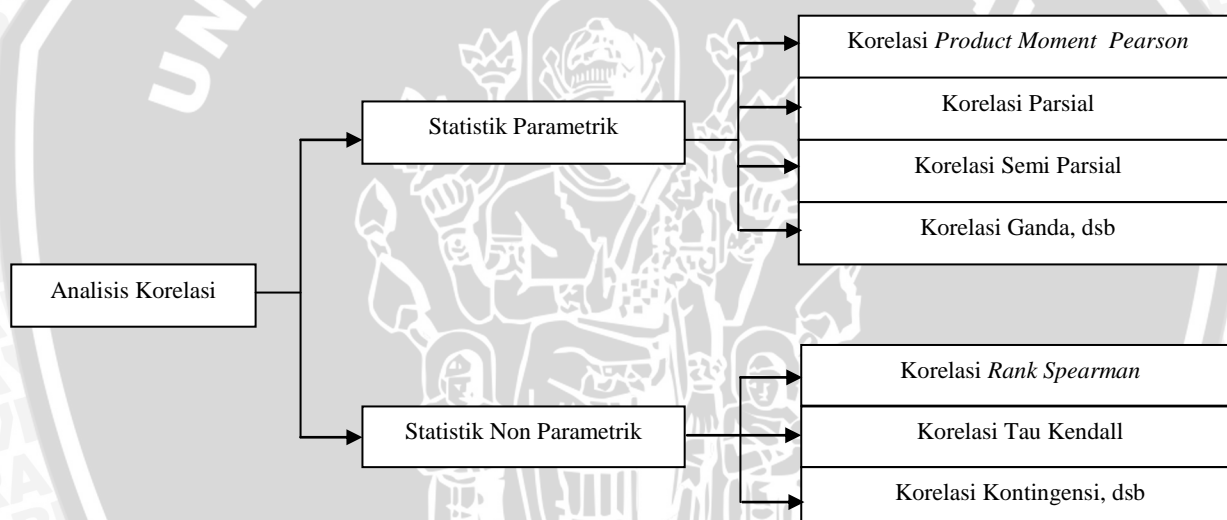 UN
Korelasi Product Moment Pearson
Korelasi Parsial
Statistik Parametrik
Korelasi Semi Parsial
Korelasi Ganda, dsb
Analisis Korelasi
Korelasi Rank Spearman
Statistik Non Parametrik
Korelasi Tau Kendall
Korelasi Kontingensi, dsb